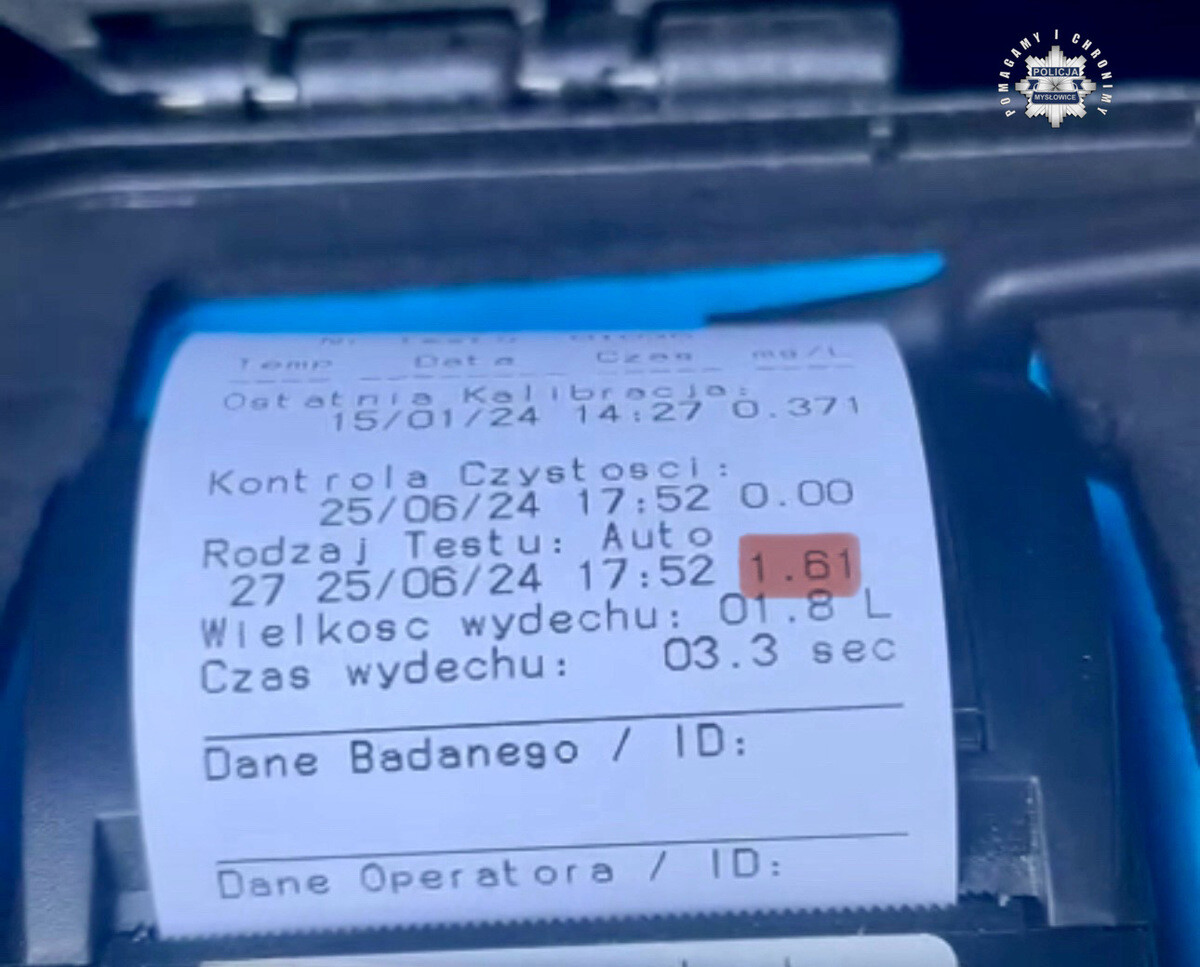 POMAGAMY I CHRONIMY
POLICJA
MYSŁOWICE
Temp Data Czas mg/L
Ostatnia Kalibracja:
15/01/24 14:27 0.371
Kontrola Czystosci:
25/06/24 17:52 0.00
Rodzaj Testu: Auto
27 25/06/24 17:52 1.61
Wielkosc wydechu: 01.8 L
Czas wydechu: 03.3 sec
Dane Badanego / ID:
Dane Operatora / ID: